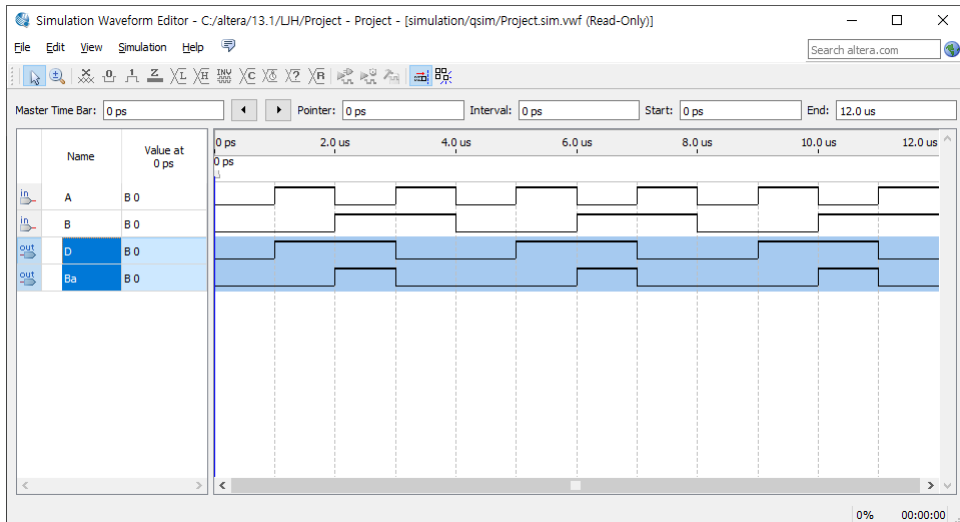 Simulation Waveform Editor - C:/altera/13.1/LJH/Project - Project - [simulation/qsim/Project.sim.vwf (Read-Only)]
File Edit View Simulation Help
Search altera.com
Master Time Bar: 0 ps Pointer: 0 ps Interval: 0 ps Start: 0 ps End: 12.0 us
Name Value at 0 ps
0 ps 2.0 us 4.0 us 6.0 us 8.0 us 10.0 us 12.0 us
0 ps
in A B 0
in B B 0
out D B 0
out Ba B 0
0% 00:00:00